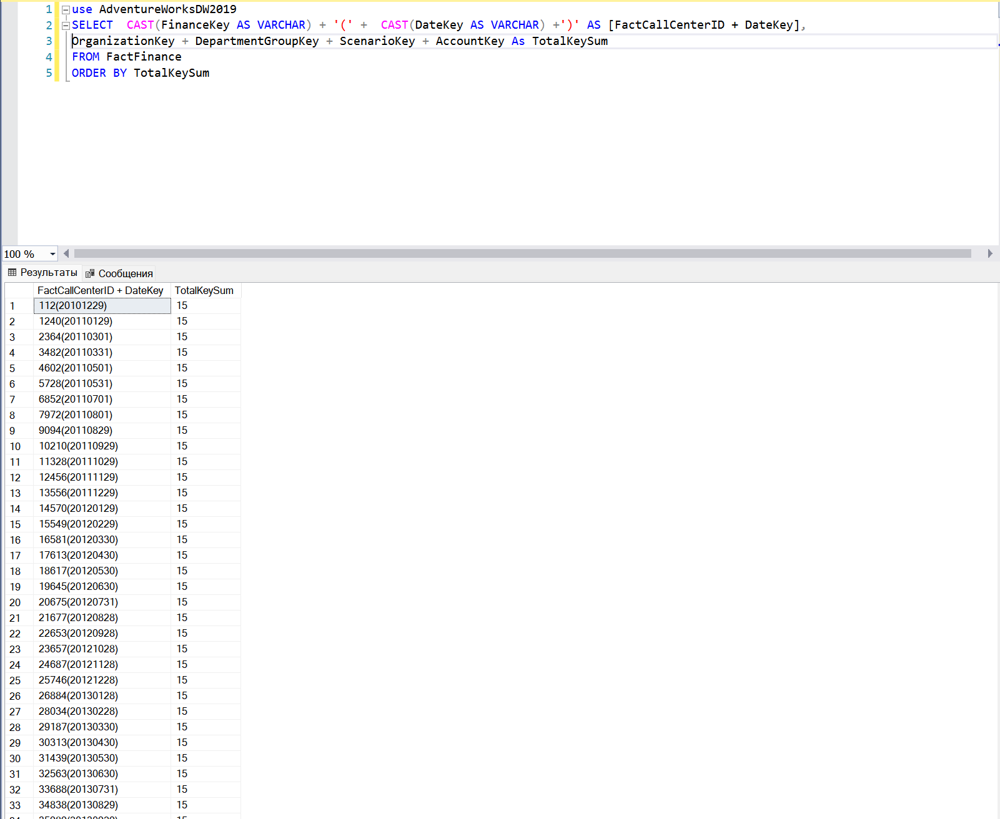 1 use AdventureWorksDW2019
2 SELECT CAST(FinanceKey AS VARCHAR) + '(' + CAST(DateKey AS VARCHAR) +')' AS [FactCallCenterID + DateKey],
3 OrganizationKey + DepartmentGroupKey + ScenarioKey + AccountKey As TotalKeySum
4 FROM FactFinance
5 ORDER BY TotalKeySum
100 %
Результаты Сообщения
FactCallCenterID + DateKey TotalKeySum
1 112(20101229) 15
2 1240(20110129) 15
3 2364(20110301) 15
4 3482(20110331) 15
5 4602(20110501) 15
6 5728(20110531) 15
7 6852(20110701) 15
8 7972(20110801) 15
9 9094(20110829) 15
10 10210(20110929) 15
11 11328(20111029) 15
12 12456(20111129) 15
13 13556(20111229) 15
14 14570(20120129) 15
15 15549(20120229) 15
16 16581(20120330) 15
17 17613(20120430) 15
18 18617(20120530) 15
19 19645(20120630) 15
20 20675(20120731) 15
21 21677(20120828) 15
22 22653(20120928) 15
23 23657(20121028) 15
24 24687(20121128) 15
25 25746(20121228) 15
26 26884(20130128) 15
27 28034(20130228) 15
28 29187(20130330) 15
29 30313(20130430) 15
30 31439(20130530) 15
31 32563(20130630) 15
32 33688(20130731) 15
33 34838(20130829) 15